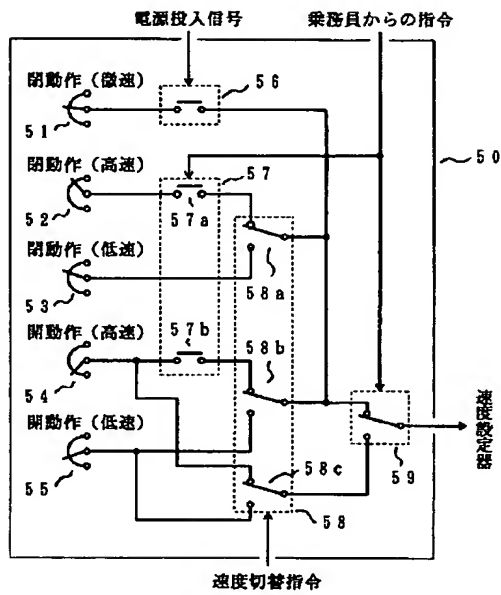 電源投入信号
乗務員からの指令
閉動作（微速）
56
51
50
閉動作（高速）
57
52
57a
閉動作（低速）
53
58a
開動作（高速）
57b
58b
54
開動作（低速）
55
58c
59
58
速度設定器
速度切替指令